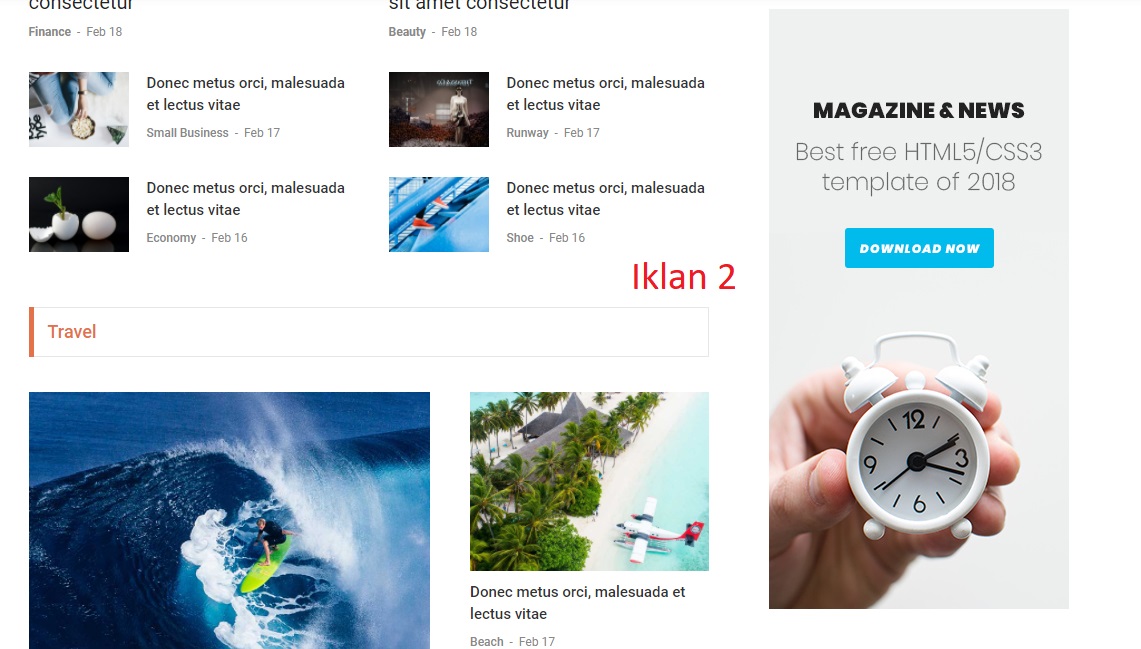 consectetur
Finance - Feb 18
sit amet consectetur
Beauty - Feb 18
Donec metus orci, malesuada
et lectus vitae
Small Business - Feb 17
Donec metus orci, malesuada
et lectus vitae
Runway - Feb 17
Donec metus orci, malesuada
et lectus vitae
Economy - Feb 16
Donec metus orci, malesuada
et lectus vitae
Shoe - Feb 16
Iklan 2
Travel
Donec metus orci, malesuada et
lectus vitae
Beach - Feb 17
MAGAZINE & NEWS
Best free HTML5/CSS3
template of 2018
DOWNLOAD NOW
12
3
6
9